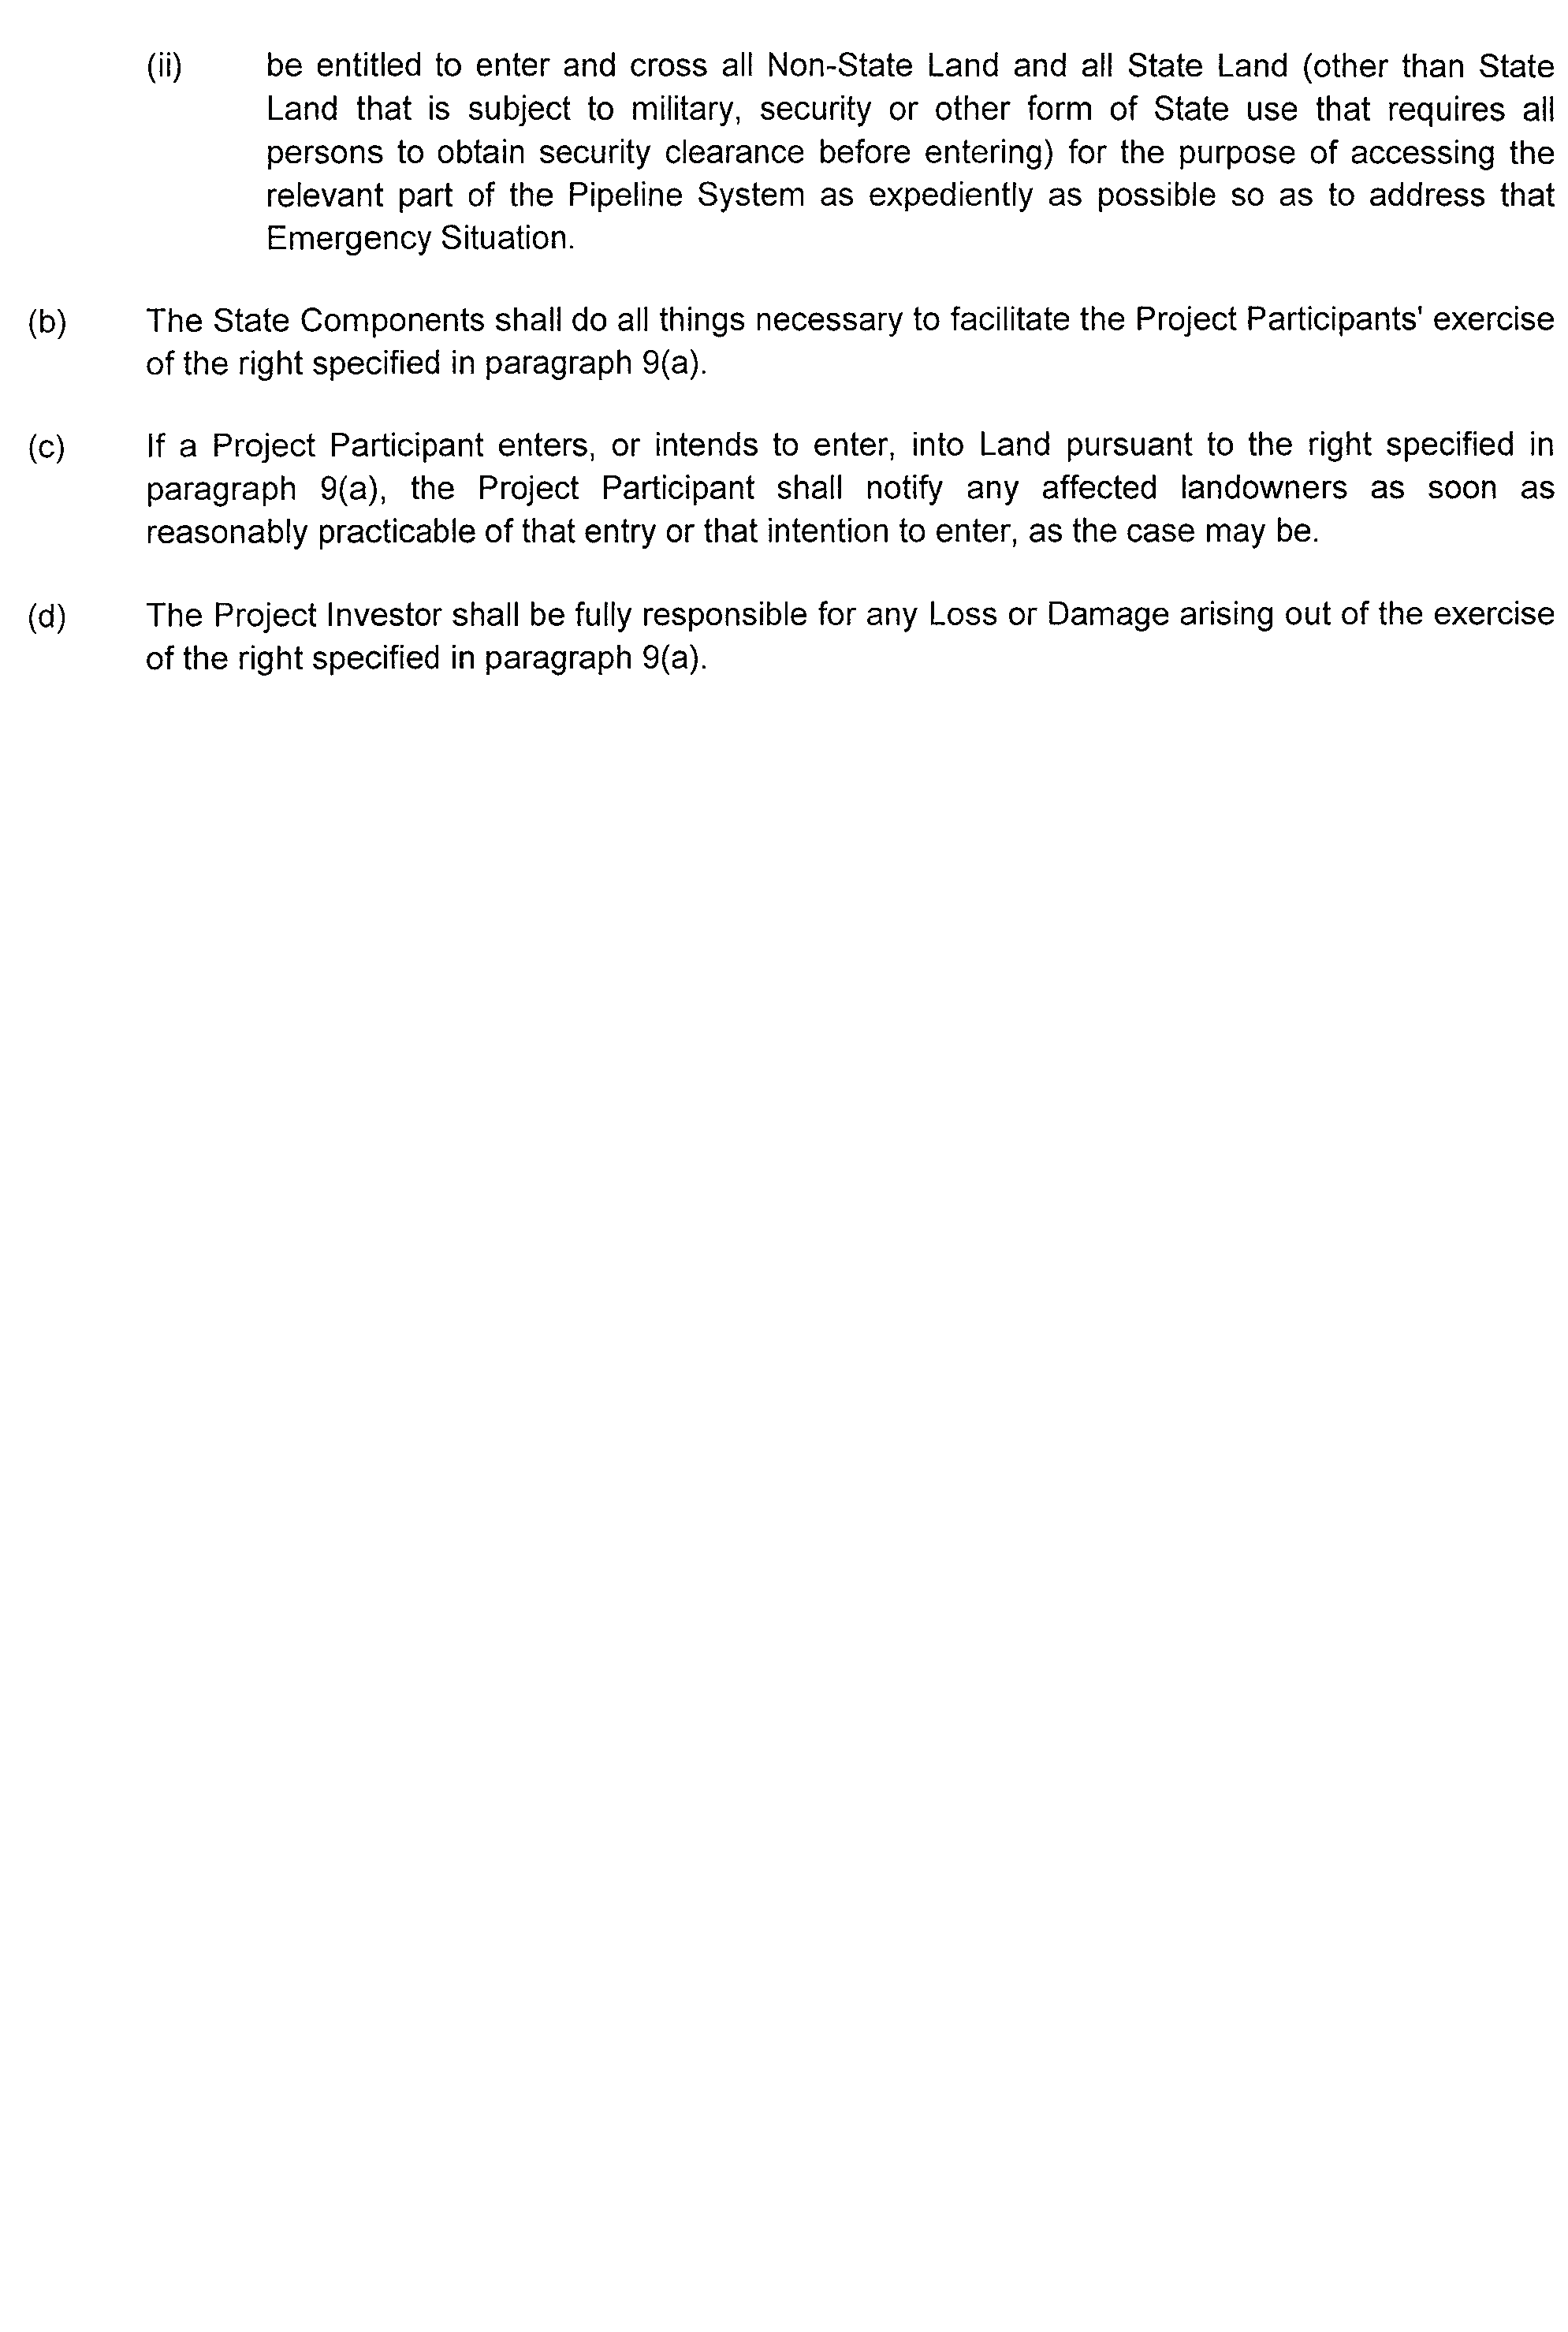 (ii) be entitled to enter and cross all Non-State Land and all State Land (other than State
Land that is subject to military, security or other form of State use that requires all
persons to obtain security clearance before entering) for the purpose of accessing the
relevant part of the Pipeline System as expediently as possible so as to address that
Emergency Situation.
(b) The State Components shall do all things necessary to facilitate the Project Participants' exercise
of the right specified in paragraph 9(a).
(c) If a Project Participant enters, or intends to enter, into Land pursuant to the right specified in
paragraph 9(a), the Project Participant shall notify any affected landowners as soon as
reasonably practicable of that entry or that intention to enter, as the case may be.
(d) The Project Investor shall be fully responsible for any Loss or Damage arising out of the exercise
of the right specified in paragraph 9(a).